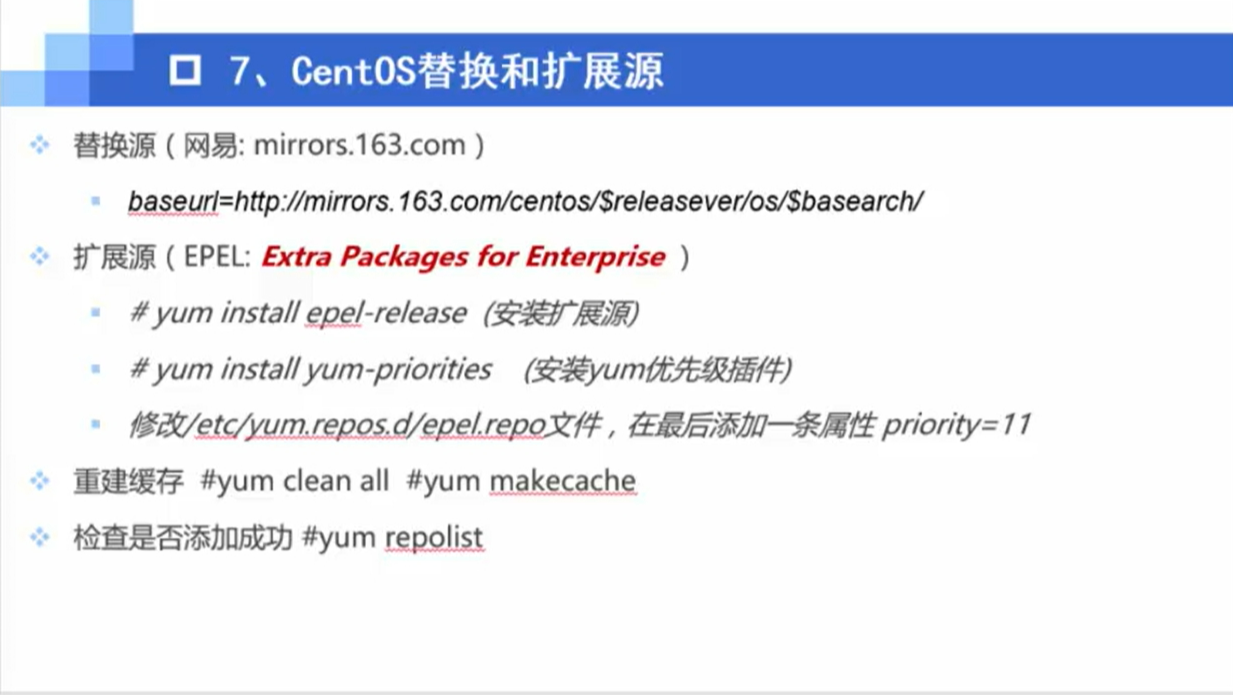 7、CentOS替换和扩展源
替换源 ( 网易: mirrors.163.com )
baseurl=http://mirrors.163.com/centos/$releasever/os/$basearch/
扩展源 ( EPEL: Extra Packages for Enterprise )
# yum install epel-release (安装扩展源)
# yum install yum-priorities (安装yum优先级插件)
修改/etc/yum.repos.d/epel.repo文件，在最后添加一条属性 priority=11
重建缓存 #yum clean all #yum makecache
检查是否添加成功 #yum repolist